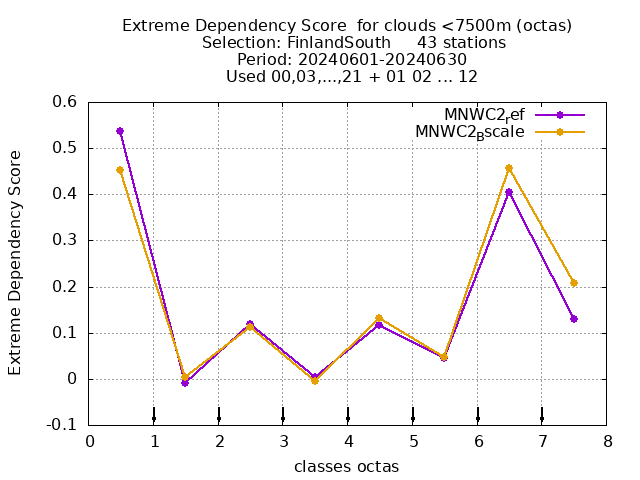 Extreme Dependency Score  for clouds <7500m (octas)
Selection: FinlandSouth     43 stations
Period: 20240601-20240630
Used 00,03,...,21 + 01 02 ... 12
MNWC2ref
MNWC2Bscale
Extreme Dependency Score
0.6
0.5
0.4
0.3
0.2
0.1
0
-0.1
0 1 2 3 4 5 6 7 8
classes octas